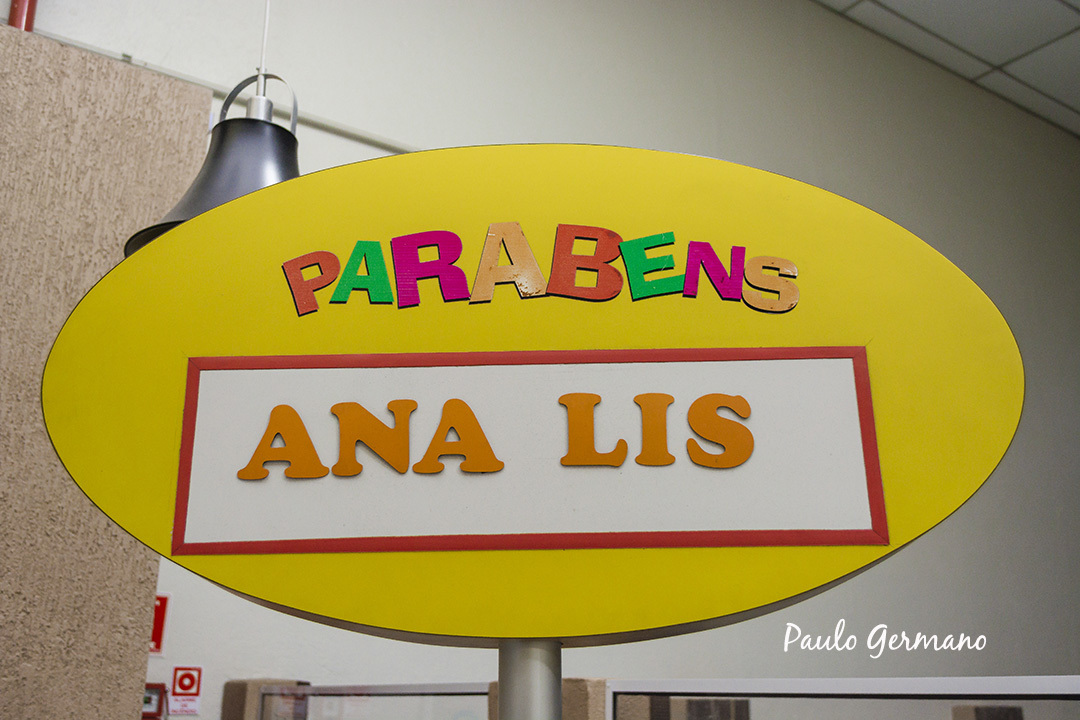 PARABENS
ANA LIS
Paulo Germano